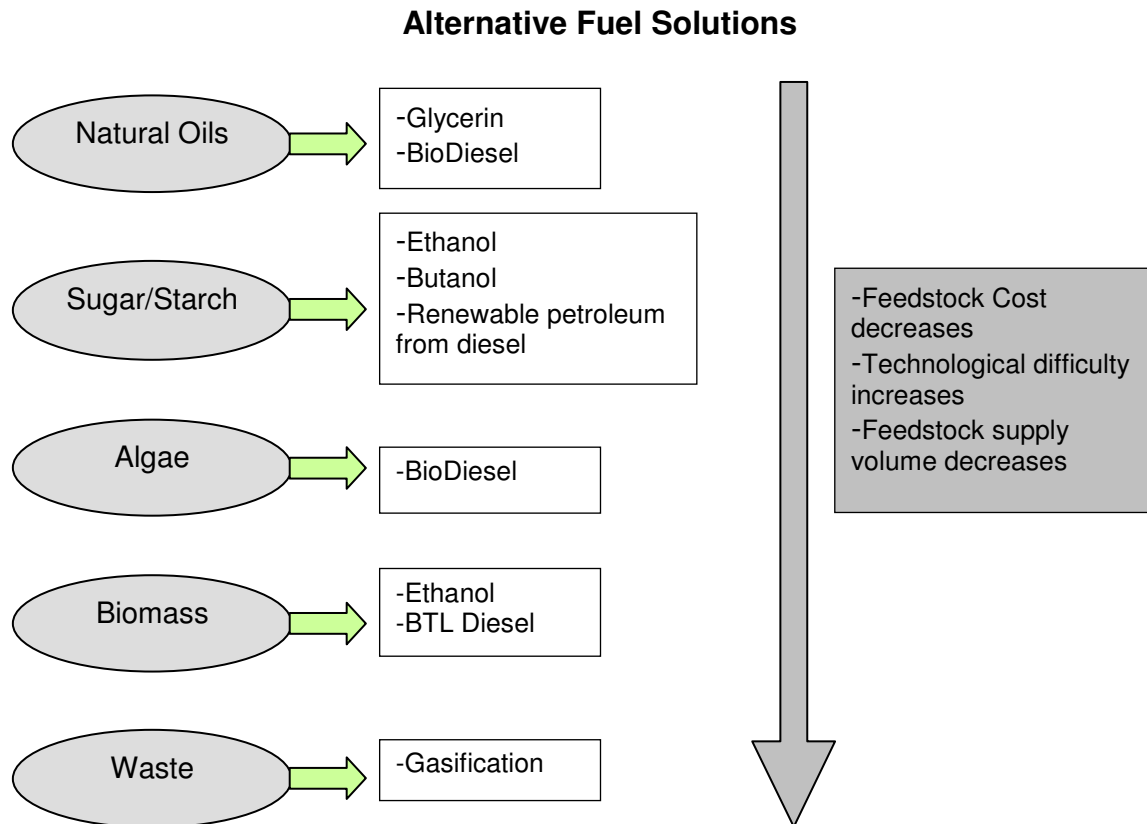 Alternative Fuel Solutions
Natural Oils
-Glycerin
-BioDiesel
Sugar/Starch
-Ethanol
-Butanol
-Renewable petroleum
from diesel
Algae
-BioDiesel
Biomass
-Ethanol
-BTL Diesel
Waste
-Gasification
-Feedstock Cost
decreases
-Technological difficulty
increases
-Feedstock supply
volume decreases